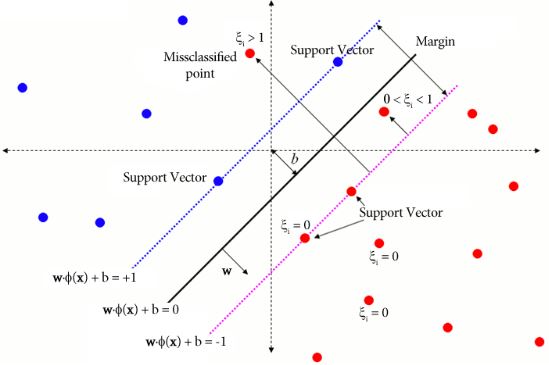 ξi > 1
Missclassified
point
Support Vector
Margin
0 < ξi < 1
b
Support Vector
Support Vector
ξi = 0
ξi = 0
w
w·ϕ(x) + b = +1
w·ϕ(x) + b = 0
ξi = 0
w·ϕ(x) + b = -1